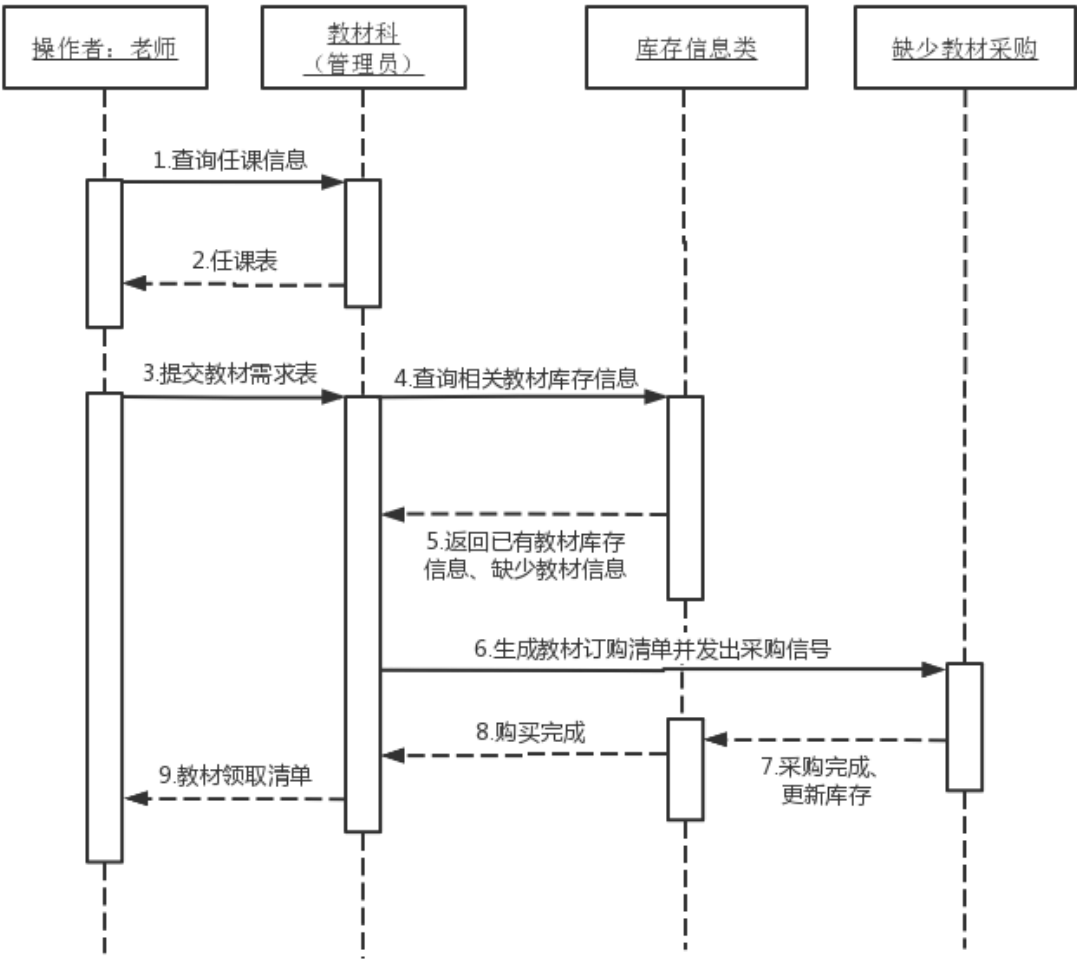 操作者：老师
教材科
（管理员）
库存信息类
缺少教材采购
1.查询任课信息
2.任课表
3.提交教材需求表
4.查询相关教材库存信息
5.返回已有教材库存
信息、缺少教材信息
6.生成教材订购清单并发出采购信号
8.购买完成
7.采购完成、
更新库存
9.教材领取清单